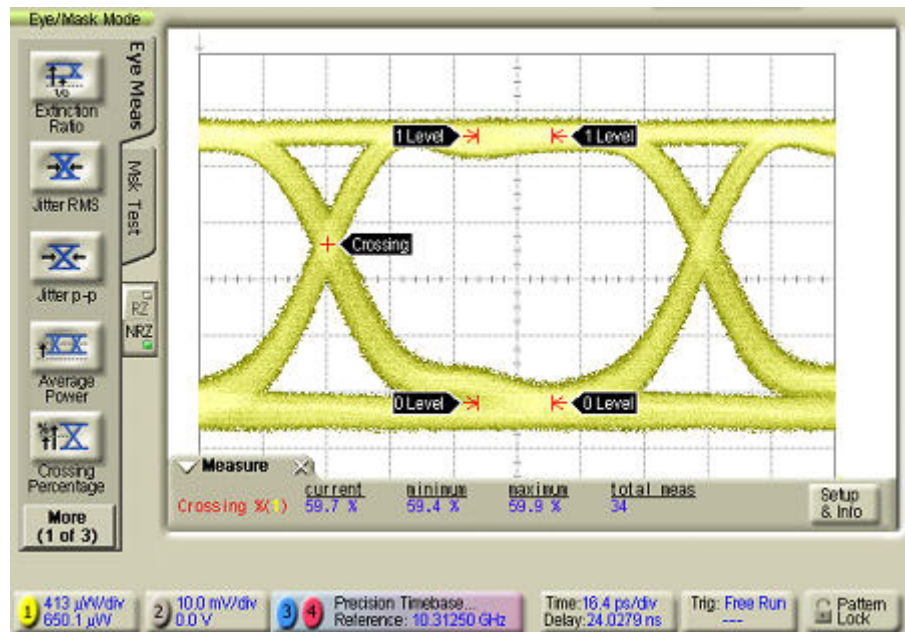 Eye/Mask Mode
Eye Meas
Msk Test
Extinction
Ratio
Jitter RMS
Jitter p-p
Average
Power
Crossing
Percentage
More
(1 of 3)
RZ
NRZ
1 Level
1 Level
Crossing
0 Level
0 Level
Measure
current minimum maximum total meas
Crossing %(1) 59.7 % 59.4 % 59.9 % 34
Setup
& Info
1 413 µW/div
650.1 µW
2 10.0 mV/div
0.0 V
3 4 Precision Timebase...
Reference: 10.31250 GHz
Time:16.4 ps/div
Delay:24.0279 ns
Trig: Free Run
---
Pattern
Lock